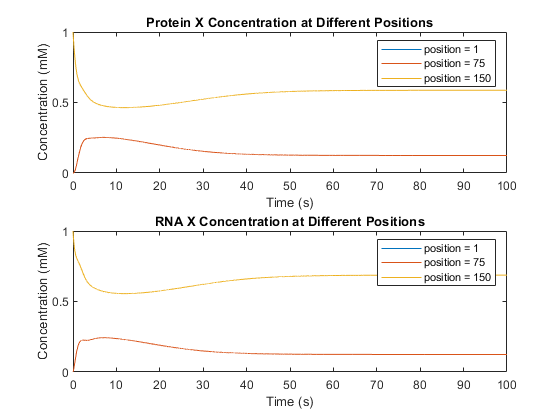 Protein X Concentration at Different Positions
Concentration (mM)
1
0.5
0
0 10 20 30 40 50 60 70 80 90 100
Time (s)
position = 1
position = 75
position = 150
RNA X Concentration at Different Positions
Concentration (mM)
1
0.5
0
0 10 20 30 40 50 60 70 80 90 100
Time (s)
position = 1
position = 75
position = 150